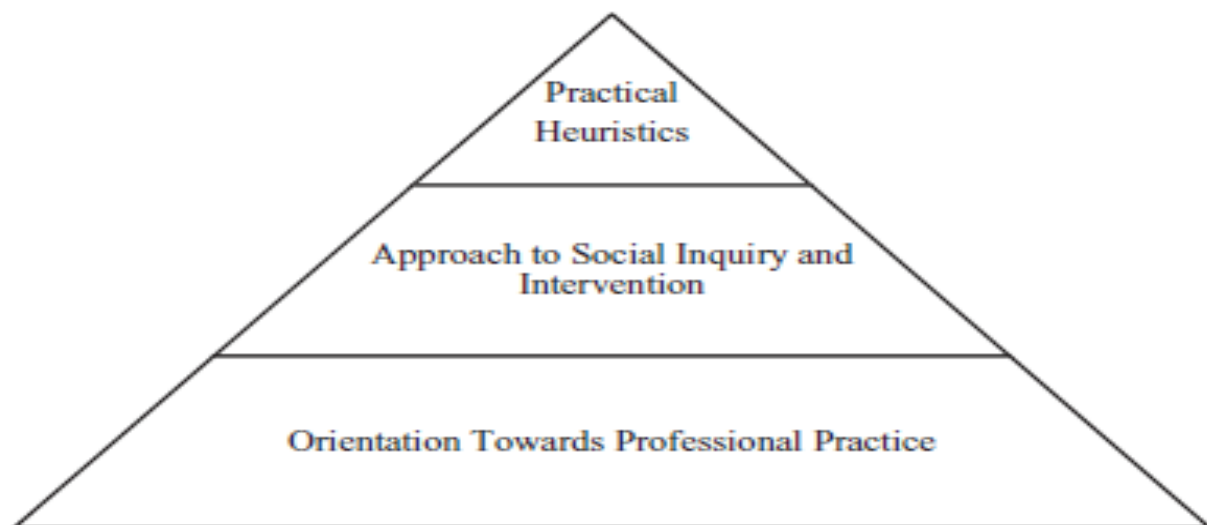 Practical
Heuristics
Approach to Social Inquiry and
Intervention
Orientation Towards Professional Practice